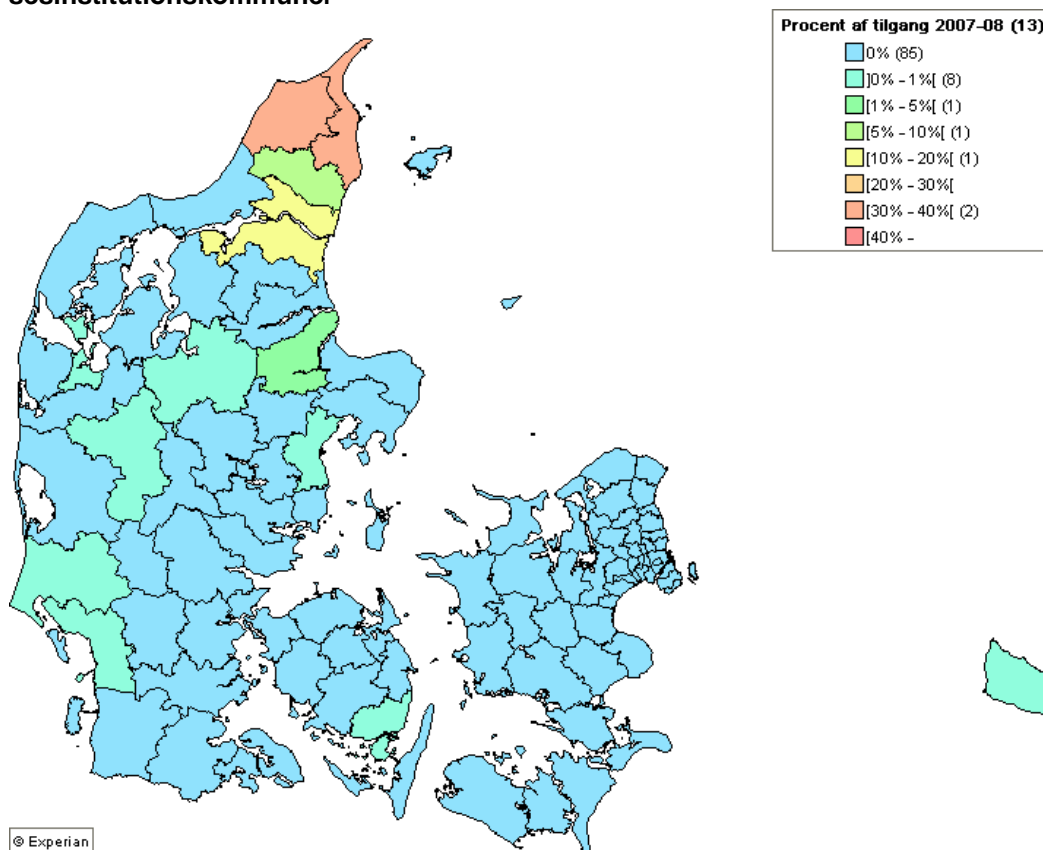 sesinstitutionskommuner
Procent af tilgang 2007-08 (13)
0% (85)
]0% - 1%[ (8)
[1% - 5%[ (1)
[5% - 10%[ (1)
[10% - 20%[ (1)
[20% - 30%[
[30% - 40%[ (2)
[40% -
© Experian